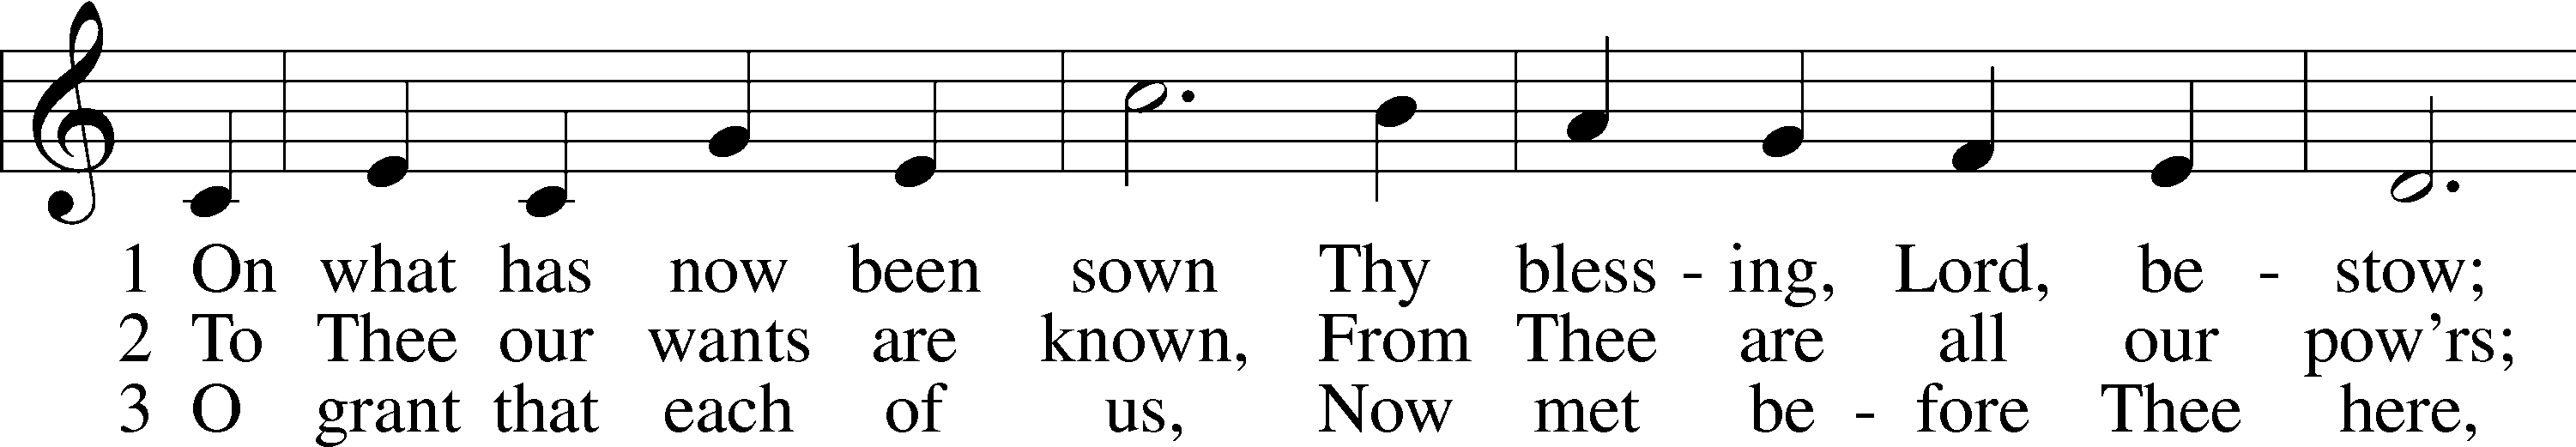 1 On what has now been sown Thy bless - ing, Lord, be - stow;
2 To Thee our wants are known, From Thee are all our pow’rs;
3 O grant that each of us, Now met be - fore Thee here,